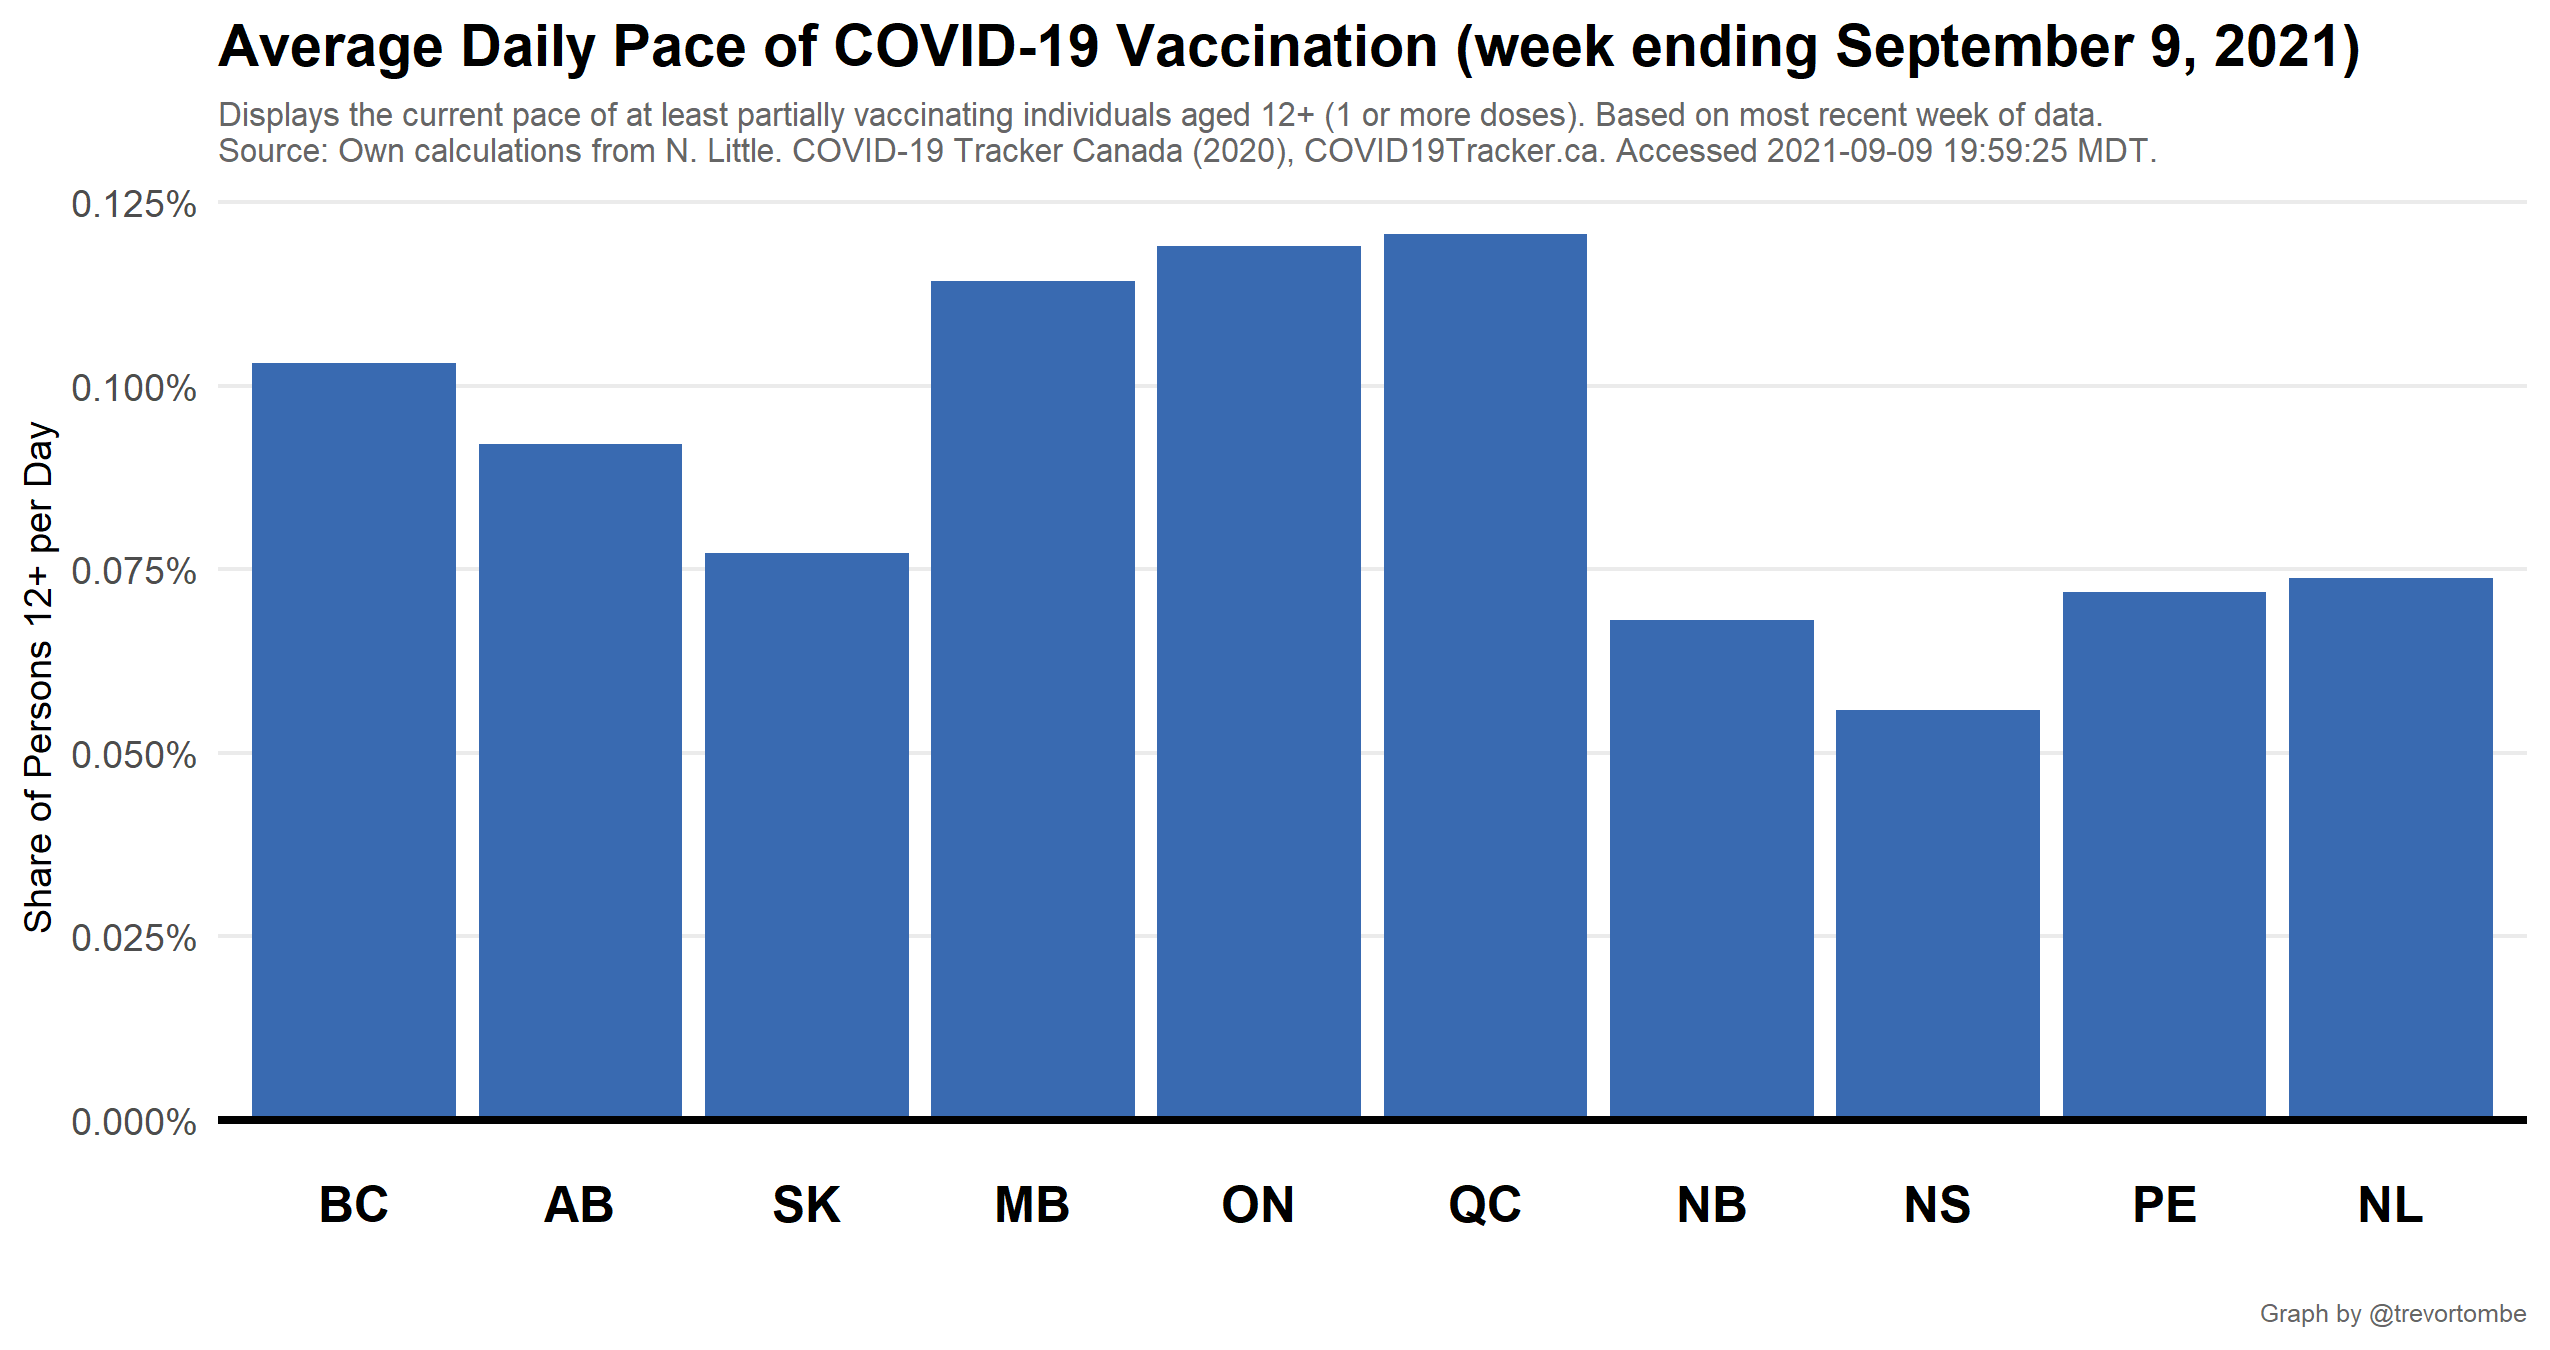 Average Daily Pace of COVID-19 Vaccination (week ending September 9, 2021)
Displays the current pace of at least partially vaccinating individuals aged 12+ (1 or more doses). Based on most recent week of data.
Source: Own calculations from N. Little. COVID-19 Tracker Canada (2020), COVID19Tracker.ca. Accessed 2021-09-09 19:59:25 MDT.
Share of Persons 12+ per Day
0.125%
0.100%
0.075%
0.050%
0.025%
0.000%
BC AB SK MB ON QC NB NS PE NL
Graph by @trevortombe